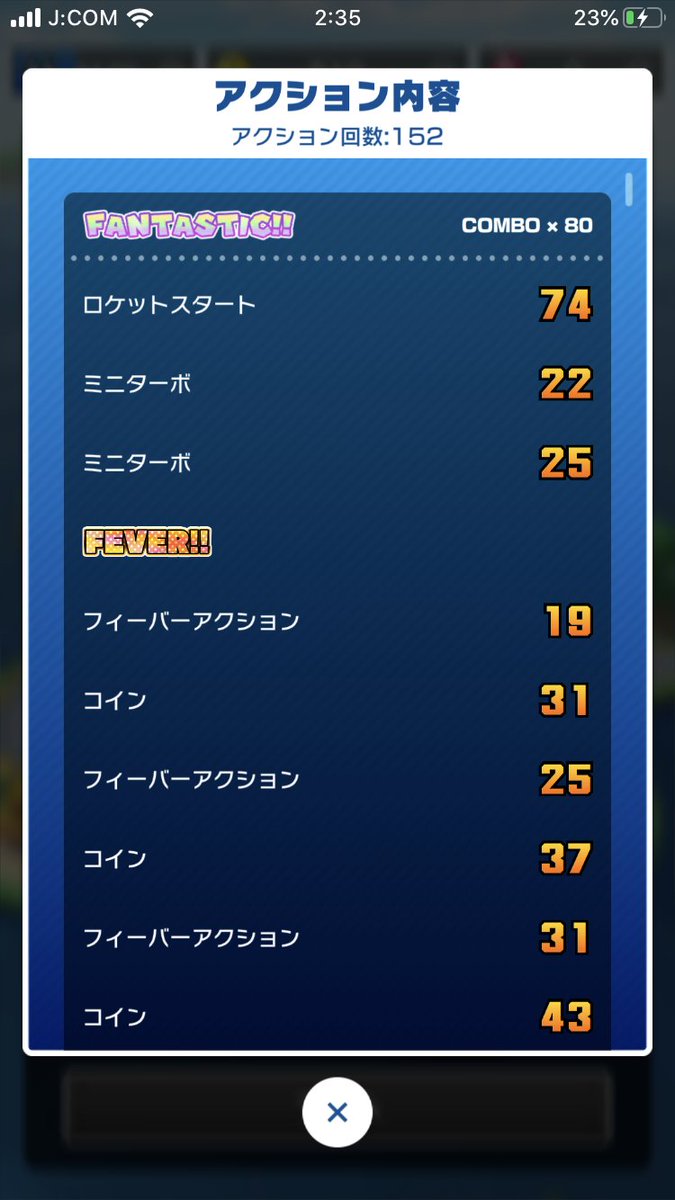 J:COM 2:35 23%
アクション内容
アクション回数:152
FANTASTIC!! COMBO × 80
ロケットスタート 74
ミニターボ 22
ミニターボ 25
FEVER!!
フィーバーアクション 19
コイン 31
フィーバーアクション 25
コイン 37
フィーバーアクション 31
コイン 43